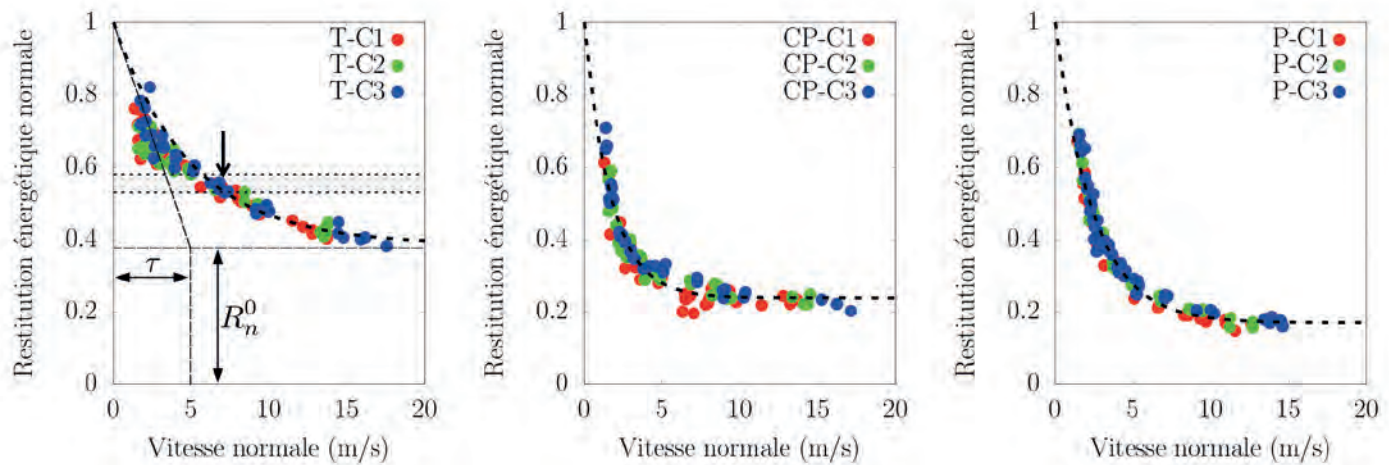 Restitution énergétique normale
1
0.8
0.6
0.4
0.2
0
T-C1
T-C2
T-C3
τ
R_n^0
0 5 10 15 20
Vitesse normale (m/s)
Restitution énergétique normale
1
0.8
0.6
0.4
0.2
0
CP-C1
CP-C2
CP-C3
0 5 10 15 20
Vitesse normale (m/s)
Restitution énergétique normale
1
0.8
0.6
0.4
0.2
0
P-C1
P-C2
P-C3
0 5 10 15 20
Vitesse normale (m/s)